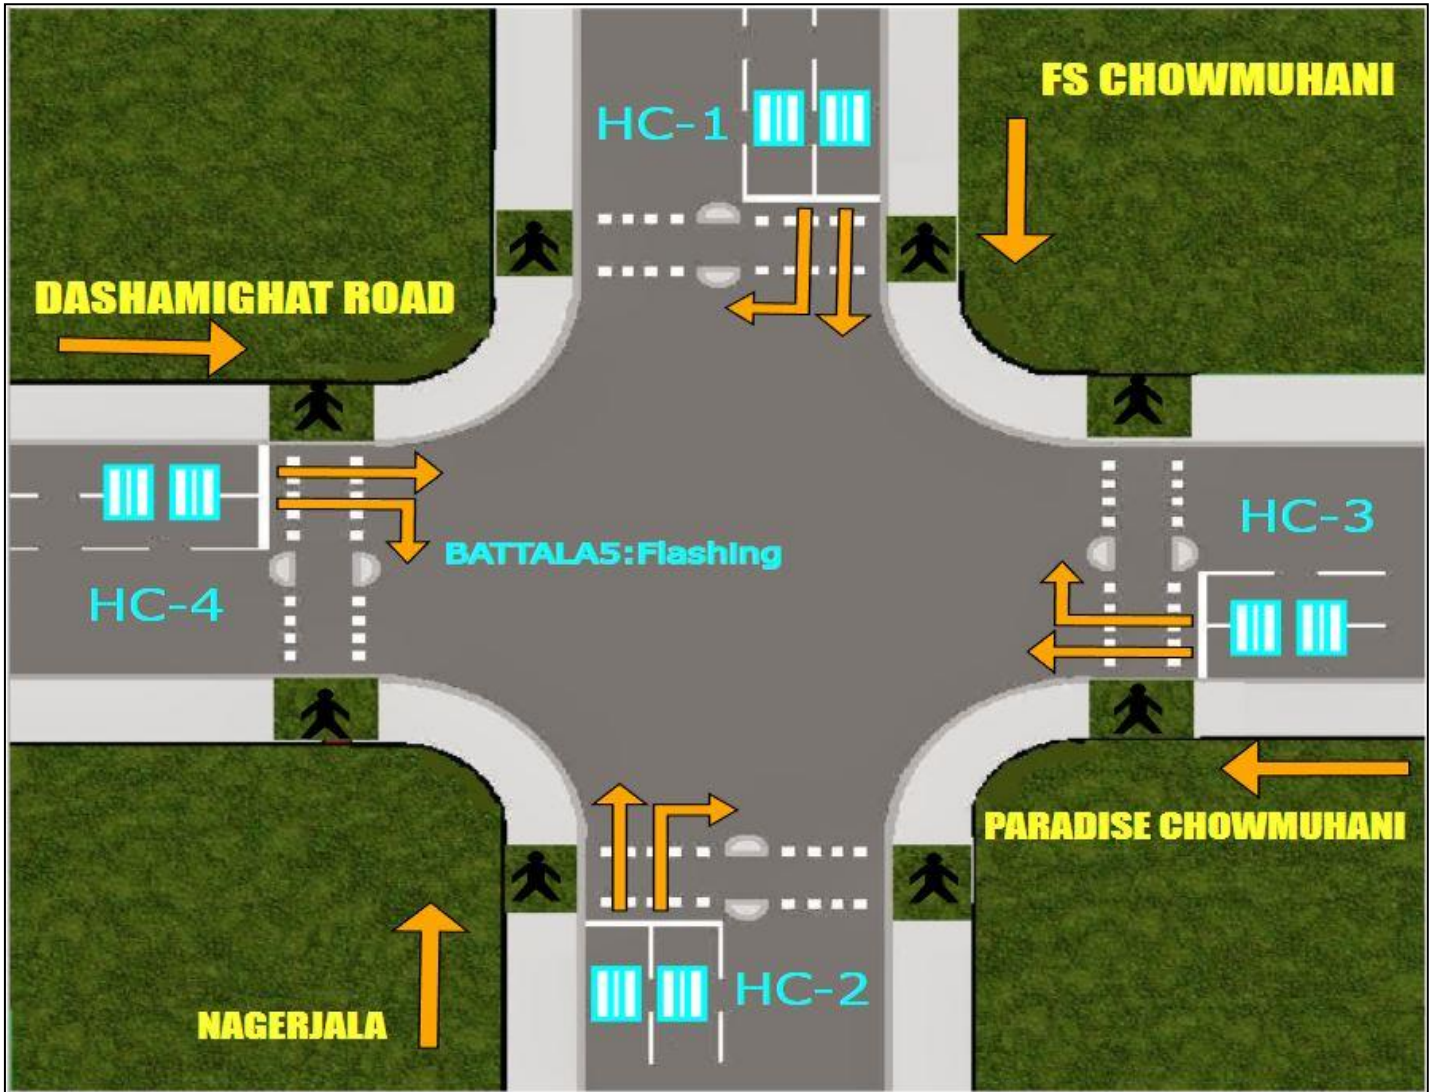 FS CHOWMUHANI
HC-1
DASHAMIGHAT ROAD
HC-3
BATTALA5:Flashing
HC-4
PARADISE CHOWMUHANI
HC-2
NAGERJALA